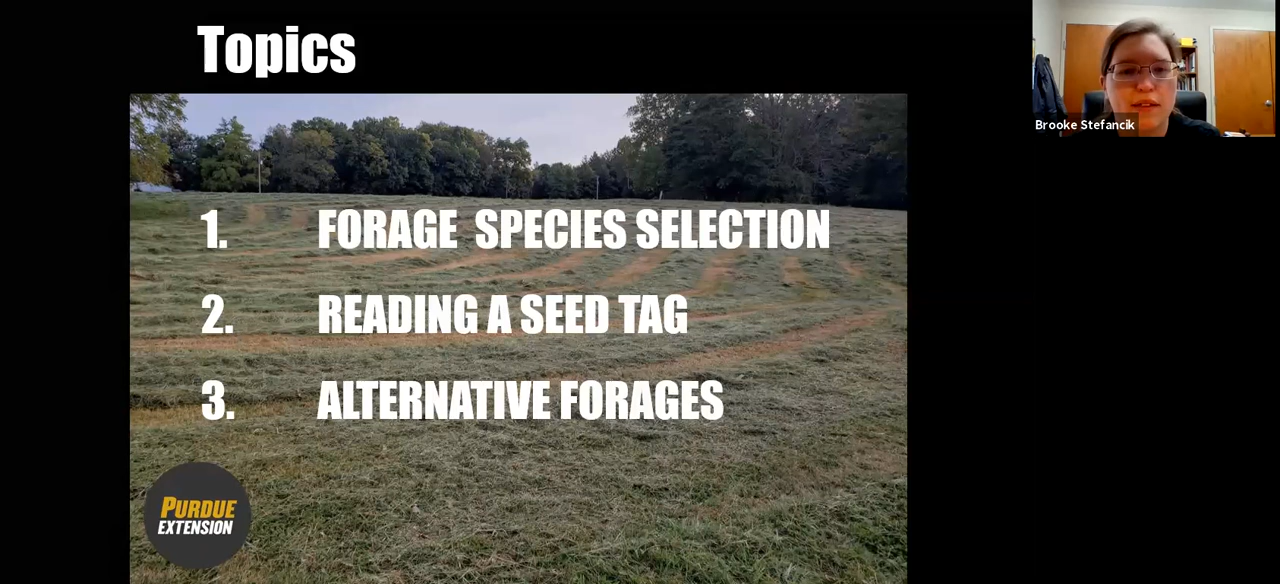 Topics
1. FORAGE SPECIES SELECTION
2. READING A SEED TAG
3. ALTERNATIVE FORAGES
PURDUE
EXTENSION
Brooke Stefancik